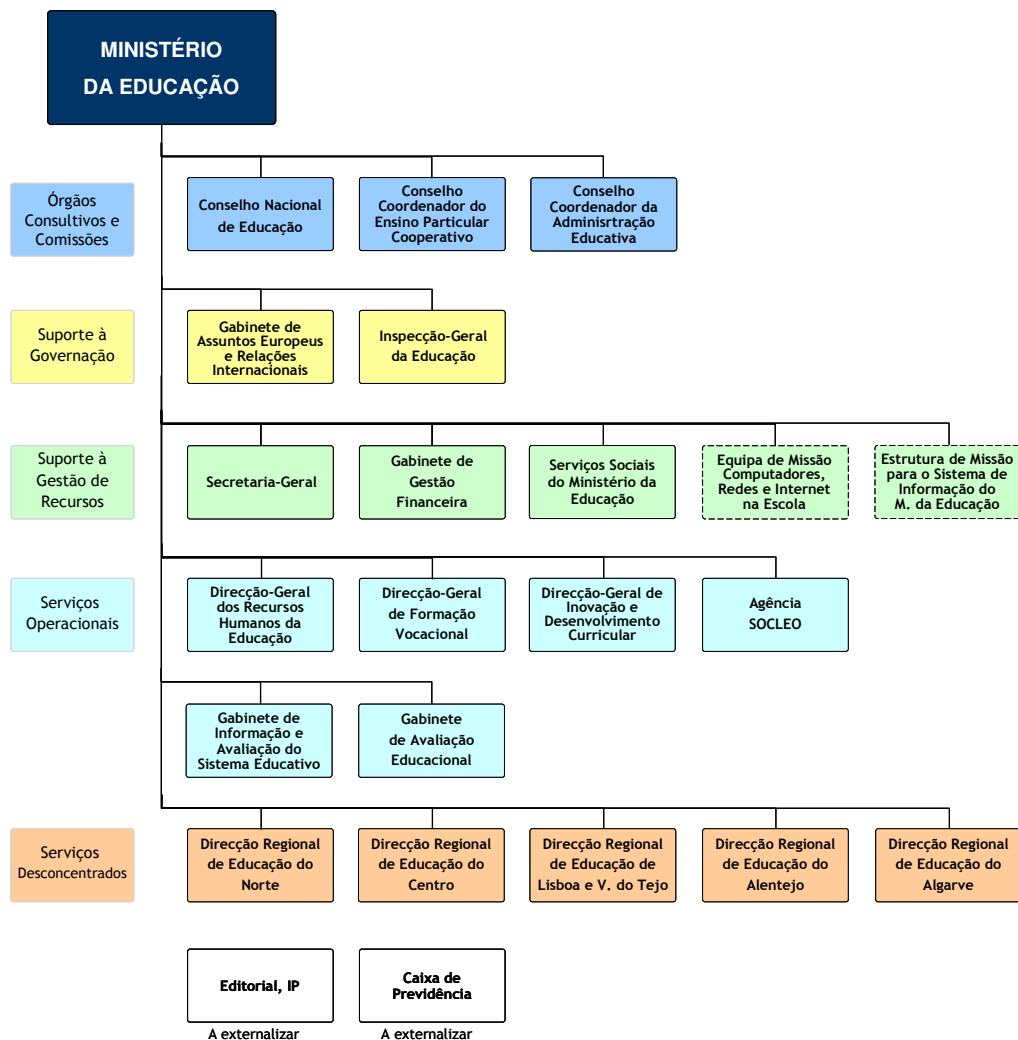 MINISTÉRIO
DA EDUCAÇÃO
Órgãos
Consultivos e
Comissões
Conselho Nacional
de Educação
Conselho
Coordenador do
Ensino Particular
Cooperativo
Conselho
Coordenador da
Adminisrtração
Educativa
Suporte à
Governação
Gabinete de
Assuntos Europeus
e Relações
Internacionais
Inspecção-Geral
da Educação
Suporte à
Gestão de
Recursos
Secretaria-Geral
Gabinete de
Gestão
Financeira
Serviços Sociais
do Ministério da
Educação
Equipa de Missão
Computadores,
Redes e Internet
na Escola
Estrutura de Missão
para o Sistema de
Informação do
M. da Educação
Serviços
Operacionais
Direcção-Geral
dos Recursos
Humanos da
Educação
Direcção-Geral
de Formação
Vocacional
Direcção-Geral de
Inovação e
Desenvolvimento
Curricular
Agência
SOCLEO
Gabinete de
Informação e
Avaliação do
Sistema Educativo
Gabinete
de Avaliação
Educacional
Serviços
Desconcentrados
Direcção Regional
de Educação do
Norte
Direcção Regional
de Educação do
Centro
Direcção Regional
de Educação de
Lisboa e V. do Tejo
Direcção Regional
de Educação do
Alentejo
Direcção Regional
de Educação do
Algarve
Editorial, IP
A externalizar
Caixa de
Previdência
A externalizar